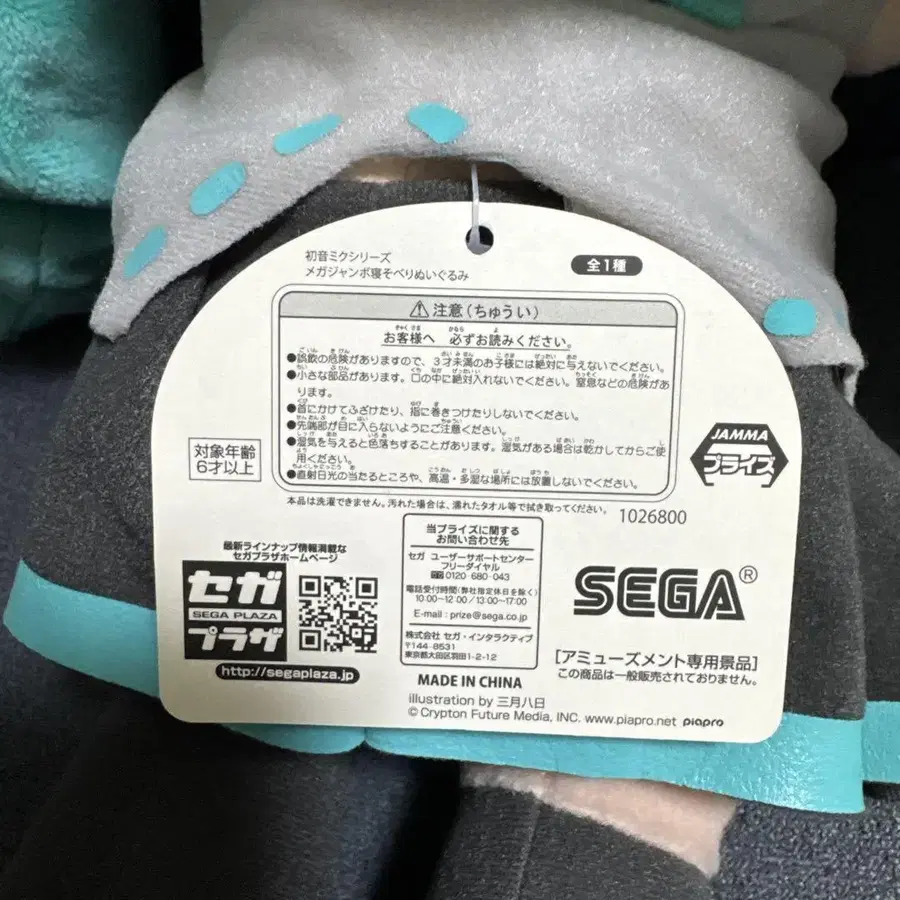 初音ミクシリーズ
メガジャンボ寝そべりぬいぐるみ
全1種
⚠注意(ちゅうい)
お客様へ 必ずお読みください。
●誤飲の危険がありますので、3才未満のお子様には絶対に与えないでください。
●小さな部品があります。口の中に絶対入れないでください。窒息などの危険があ
ります。
●首にかけてふざけたり、指に巻きつけたりしないでください。
●先端部が目に入らないようにご注意ください。
●湿気を与えると色落ちすることがあります。湿気がある場合は乾かしてからご使
用ください。
●直射日光の当たるところや、高温・多湿な場所には放置しないでください。
対象年齢
6才以上
JAMMA
プライズ
本品は洗濯できません。汚れた場合は、濡れたタオル等で拭き取ってください。
1026800
最新ラインナップ情報満載な
セガプラザホームページ
セガ
SEGA PLAZA
プラザ
http://segaplaza.jp
当プライズに関する
お問い合わせ先
セガ ユーザーサポートセンター
フリーダイヤル
0120-680-043
電話受付時間(弊社指定休日を除く)
10:00~12:00/13:00~17:00
E-mail:prize@sega.co.jp
株式会社 セガ・インタラクティブ
〒144-8531
東京都大田区羽田1-2-12
SEGA®
[アミューズメント専用景品]
この商品は一般販売されておりません。
MADE IN CHINA
illustration by 三月八日
© Crypton Future Media, INC. www.piapro.net piapro